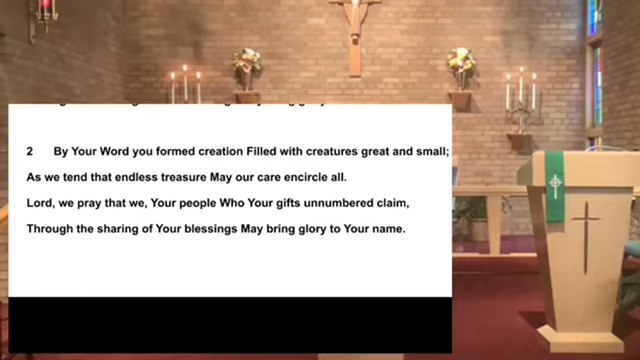 2 By Your Word you formed creation Filled with creatures great and small;
As we tend that endless treasure May our care encircle all.
Lord, we pray that we, Your people Who Your gifts unnumbered claim,
Through the sharing of Your blessings May bring glory to Your name.